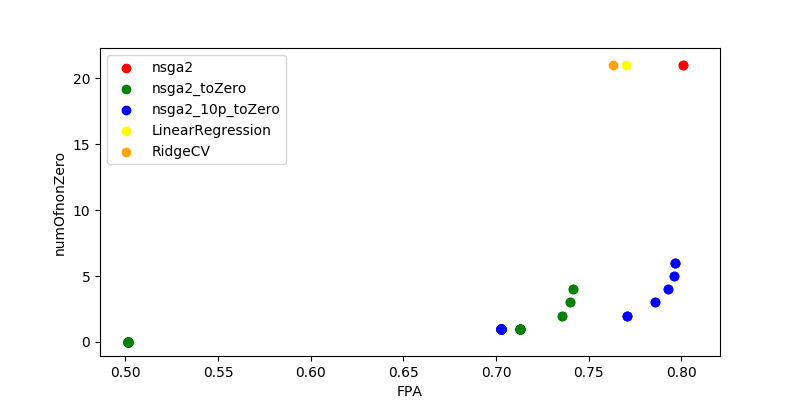 nsga2
nsga2_toZero
nsga2_10p_toZero
LinearRegression
RidgeCV
numOfnonZero
20
15
10
5
0
0.50 0.55 0.60 0.65 0.70 0.75 0.80
FPA